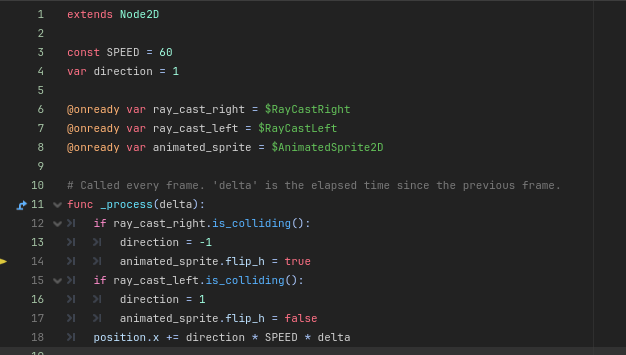 1 extends Node2D
2
3 const SPEED = 60
4 var direction = 1
5
6 @onready var ray_cast_right = $RayCastRight
7 @onready var ray_cast_left = $RayCastLeft
8 @onready var animated_sprite = $AnimatedSprite2D
9
10 # Called every frame. 'delta' is the elapsed time since the previous frame.
11 func _process(delta):
12 if ray_cast_right.is_colliding():
13 direction = -1
14 animated_sprite.flip_h = true
15 if ray_cast_left.is_colliding():
16 direction = 1
17 animated_sprite.flip_h = false
18 position.x += direction * SPEED * delta